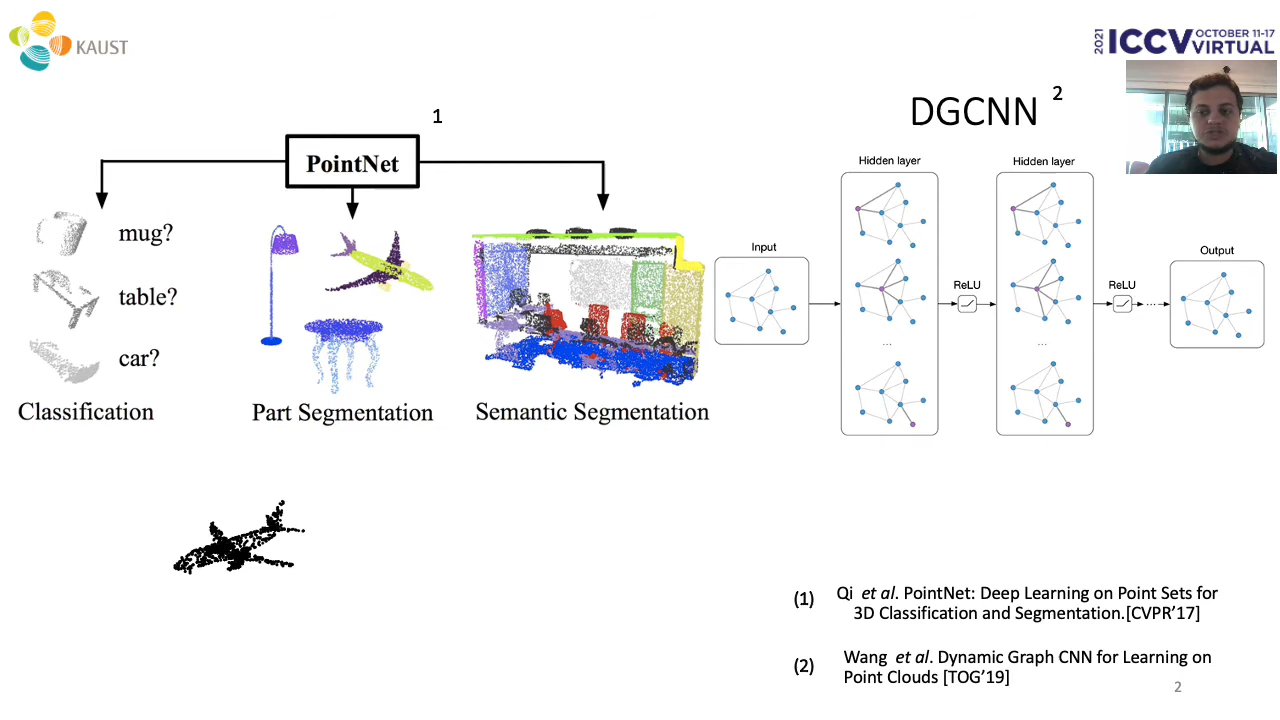 KAUST
2021 ICCV OCTOBER 11-17 VIRTUAL
1
PointNet
mug?
table?
car?
Classification
Part Segmentation
Semantic Segmentation
DGCNN 2
Hidden layer
Hidden layer
Input
Output
ReLU
ReLU
...
...
......
(1) Qi et al. PointNet: Deep Learning on Point Sets for
3D Classification and Segmentation.[CVPR’17]
(2) Wang et al. Dynamic Graph CNN for Learning on
Point Clouds [TOG’19]
2